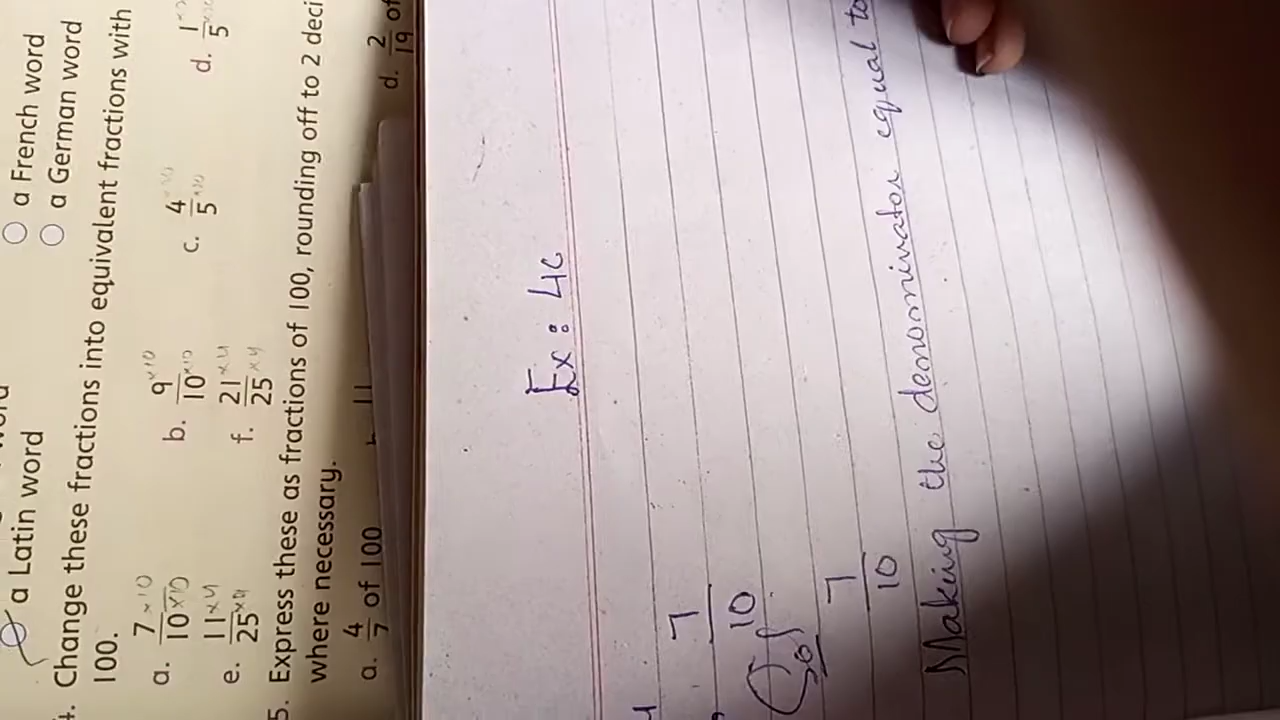 a Latin word
a French word
a German word
4. Change these fractions into equivalent fractions with
100.
a. 7×10/10×10 b. 9×10/10×10 c. 4/5 d. 1/5
e. 11×4/25×4 f. 21×4/25×4
5. Express these as fractions of 100, rounding off to 2 deci
where necessary.
a. 4/7 of 100 d. 2/19 of
Ex: 4c
7/10
Sol
7/10
Making the denominator equal to